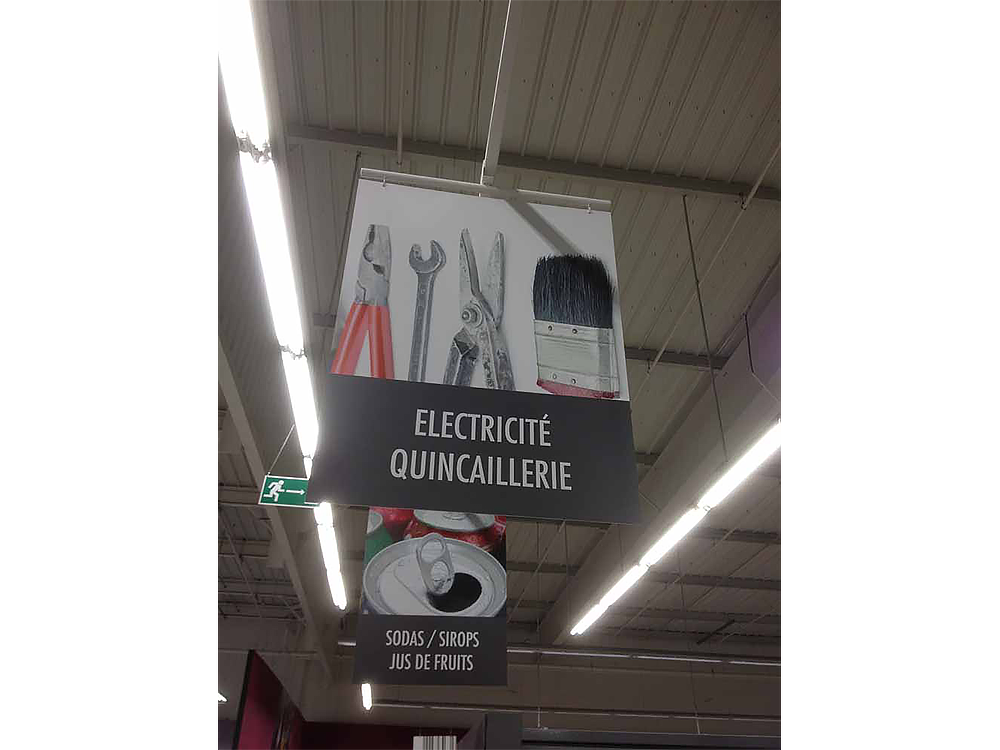 ELECTRICITÉ
QUINCAILLERIE
SODAS / SIROPS
JUS DE FRUITS